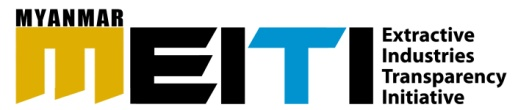 MYANMAR
MEITI
Extractive
Industries
Transparency
Initiative